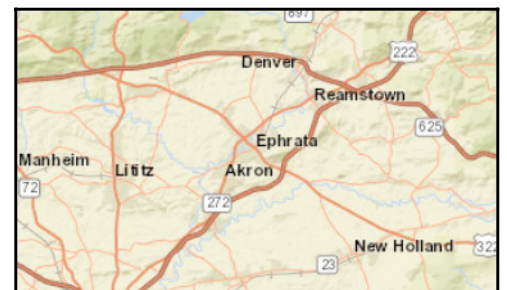 897
222
Denver
Reamstown
625
Ephrata
Manheim
Lititz
Akron
72
272
New Holland
322
23